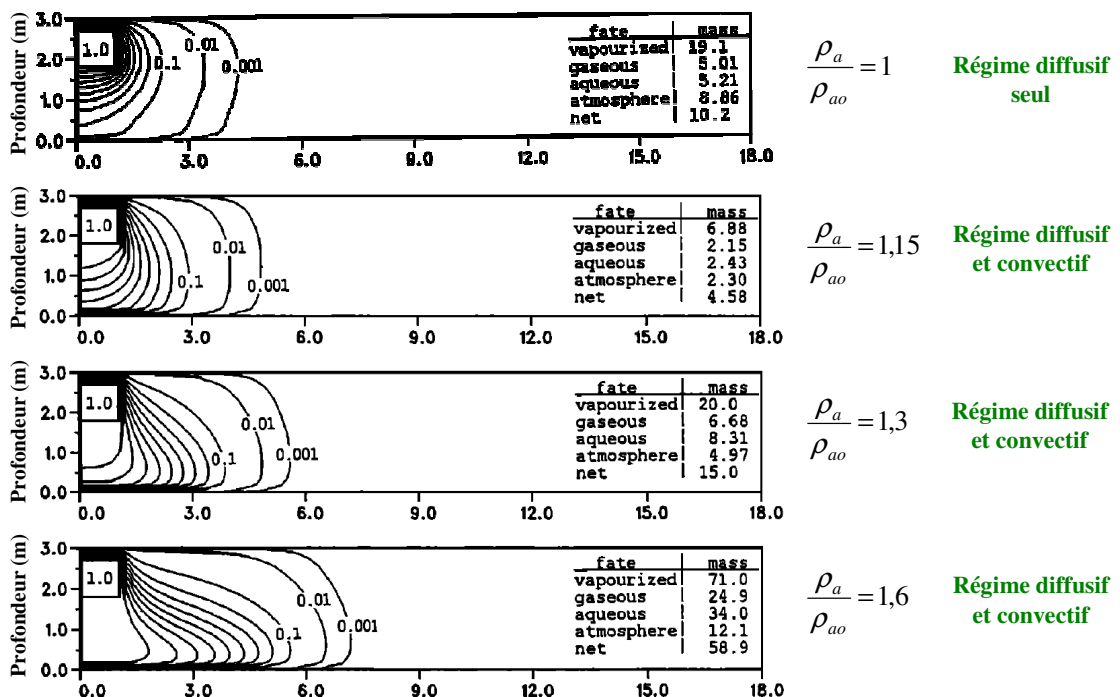 Profondeur (m)
3.0
2.0
1.0
0.0
1.0
0.1
0.01
0.001
fate mass
vapourized 19.1
gaseous 5.01
aqueous 5.21
atmosphere 8.86
net 10.2
0.0 3.0 6.0 9.0 12.0 15.0 18.0
ρa/ρao = 1
Régime diffusif
seul
Profondeur (m)
3.0
2.0
1.0
0.0
1.0
0.1
0.01
0.001
fate mass
vapourized 6.88
gaseous 2.15
aqueous 2.43
atmosphere 2.30
net 4.58
0.0 3.0 6.0 9.0 12.0 15.0 18.0
ρa/ρao = 1,15
Régime diffusif
et convectif
Profondeur (m)
3.0
2.0
1.0
0.0
1.0
0.1
0.01
0.001
fate mass
vapourized 20.0
gaseous 6.68
aqueous 8.31
atmosphere 4.97
net 15.0
0.0 3.0 6.0 9.0 12.0 15.0 18.0
ρa/ρao = 1,3
Régime diffusif
et convectif
Profondeur (m)
3.0
2.0
1.0
0.0
1.0
0.1
0.01
0.001
fate mass
vapourized 71.0
gaseous 24.9
aqueous 34.0
atmosphere 12.1
net 58.9
0.0 3.0 6.0 9.0 12.0 15.0 18.0
ρa/ρao = 1,6
Régime diffusif
et convectif